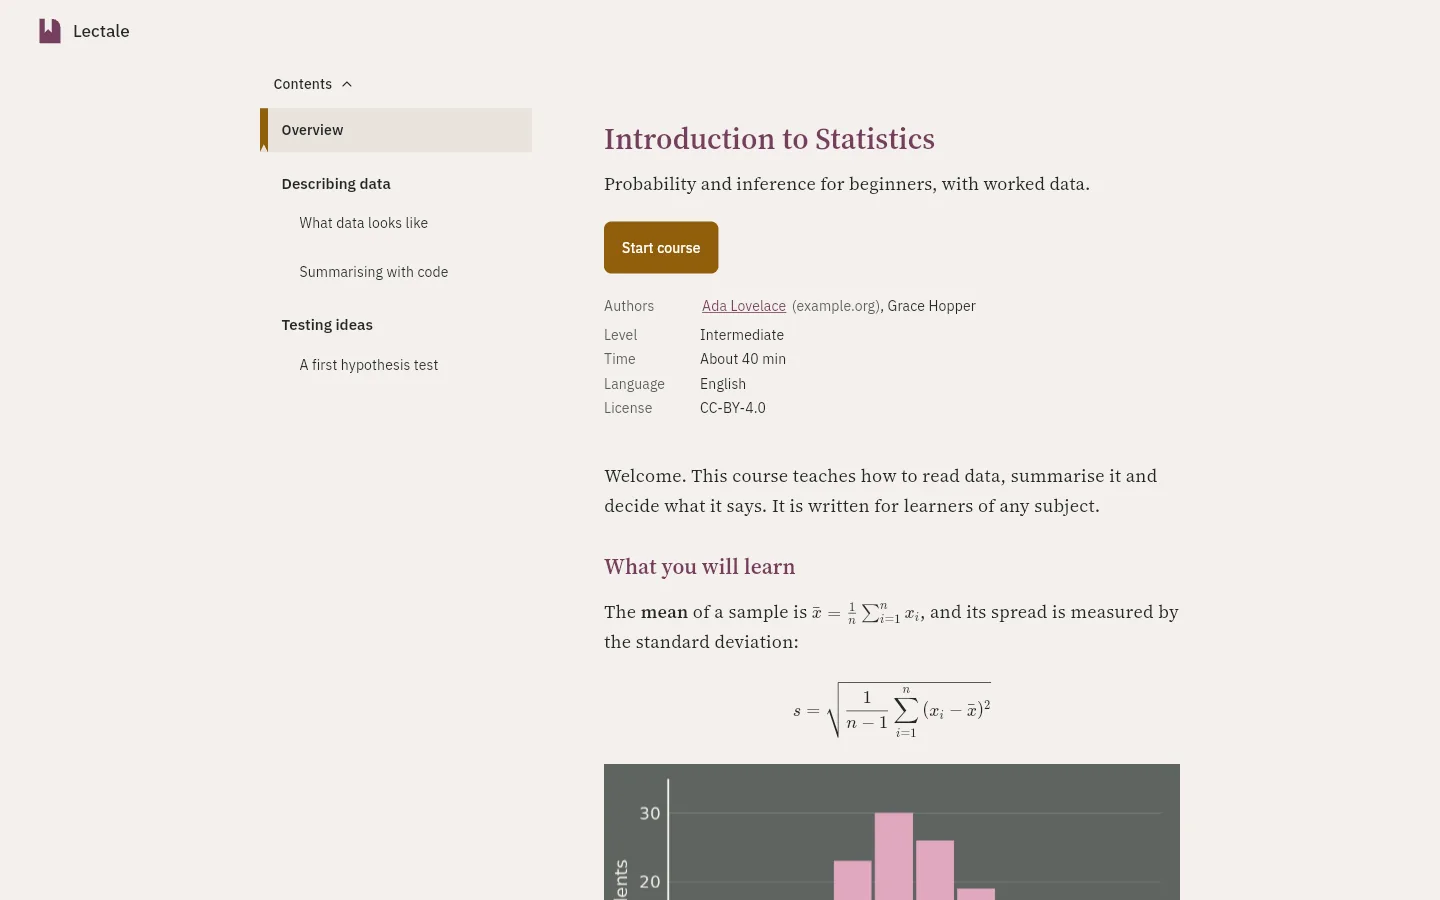 Lectale
Contents
Overview
Describing data
What data looks like
Summarising with code
Testing ideas
A first hypothesis test
Introduction to Statistics
Probability and inference for beginners, with worked data.
Start course
Authors Ada Lovelace (example.org), Grace Hopper
Level Intermediate
Time About 40 min
Language English
License CC-BY-4.0
Welcome. This course teaches how to read data, summarise it and
decide what it says. It is written for learners of any subject.
What you will learn
The mean of a sample is x̄ = 1/n ∑ⁿᵢ₌₁ xᵢ, and its spread is measured by
the standard deviation:
s = √(1/(n − 1) ∑ⁿᵢ₌₁ (xᵢ − x̄)²)
30
20